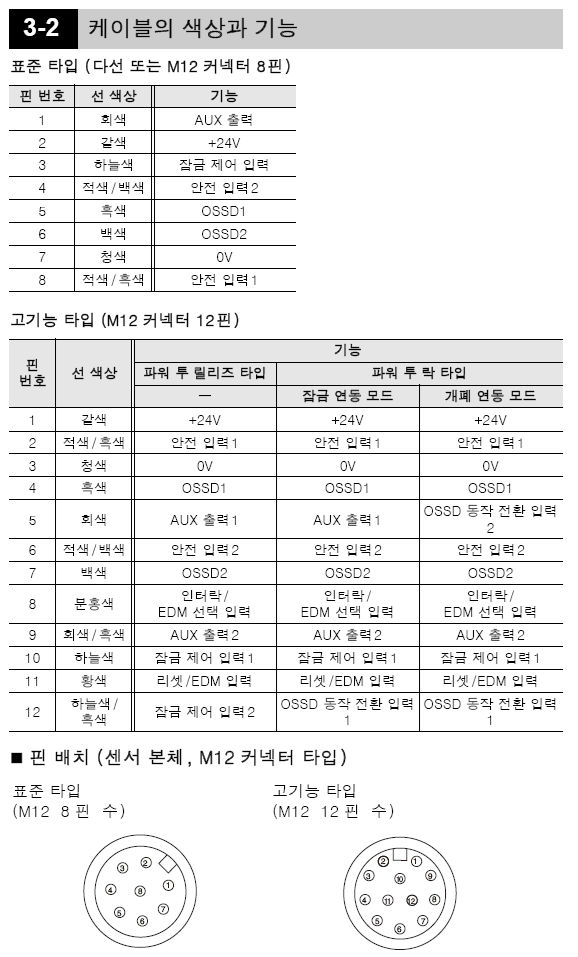 3-2 케이블의 색상과 기능
표준 타입 (다선 또는 M12 커넥터 8핀)
핀 번호 선 색상 기능
1 회색 AUX 출력
2 갈색 +24V
3 하늘색 잠금 제어 입력
4 적색/백색 안전 입력2
5 흑색 OSSD1
6 백색 OSSD2
7 청색 0V
8 적색/흑색 안전 입력1
고기능 타입 (M12 커넥터 12핀)
핀 번호 선 색상 기능
파워 투 릴리즈 타입 파워 투 락 타입
— 잠금 연동 모드 개폐 연동 모드
1 갈색 +24V +24V +24V
2 적색/흑색 안전 입력1 안전 입력1 안전 입력1
3 청색 0V 0V 0V
4 흑색 OSSD1 OSSD1 OSSD1
5 회색 AUX 출력1 AUX 출력1 OSSD 동작 전환 입력2
6 적색/백색 안전 입력2 안전 입력2 안전 입력2
7 백색 OSSD2 OSSD2 OSSD2
8 분홍색 인터락/EDM 선택 입력 인터락/EDM 선택 입력 인터락/EDM 선택 입력
9 회색/흑색 AUX 출력2 AUX 출력2 AUX 출력2
10 하늘색 잠금 제어 입력1 잠금 제어 입력1 잠금 제어 입력1
11 황색 리셋/EDM 입력 리셋/EDM 입력 리셋/EDM 입력
12 하늘색/흑색 잠금 제어 입력2 OSSD 동작 전환 입력1 OSSD 동작 전환 입력1
■ 핀 배치 (센서 본체, M12 커넥터 타입)
표준 타입
(M12 8핀 수)
③ ② ④ ⑧ ① ⑤ ⑥ ⑦
고기능 타입
(M12 12핀 수)
② ① ③ ⑩ ⑨ ④ ⑪ ⑫ ⑧ ⑤ ⑥ ⑦